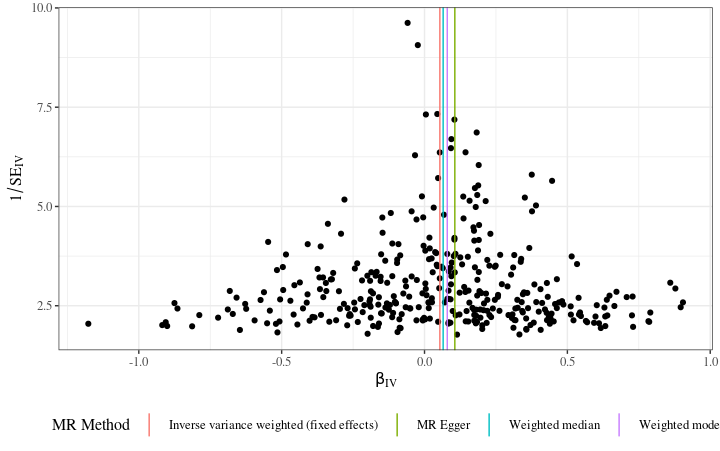 10.0
7.5
5.0
2.5
1/SE_IV
-1.0 -0.5 0.0 0.5 1.0
β_IV
MR Method Inverse variance weighted (fixed effects) MR Egger Weighted median Weighted mode